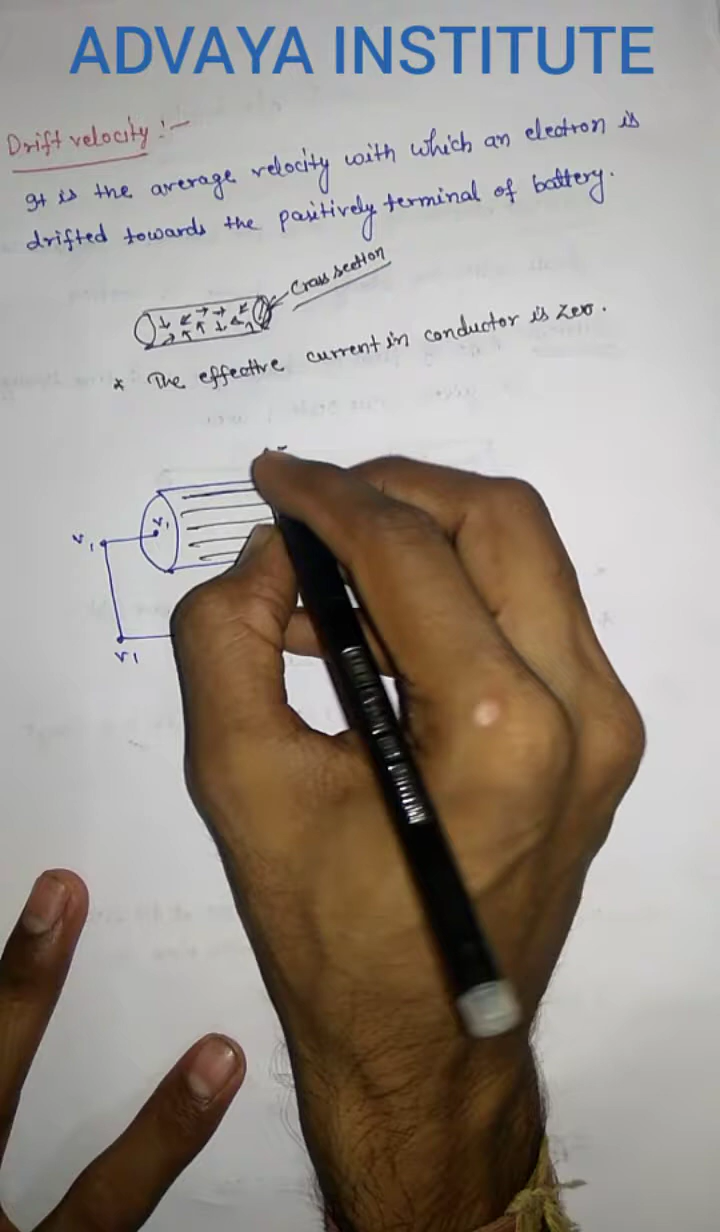 ADVAYA INSTITUTE
Drift velocity :-
It is the average velocity with which an electron is
drifted towards the positively terminal of battery.
Cross section
* The effective current in conductor is zero.
V1
V1
V1